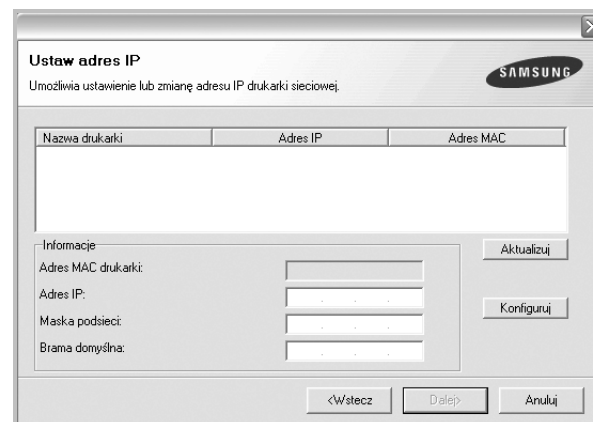 Ustaw adres IP
Umożliwia ustawienie lub zmianę adresu IP drukarki sieciowej.
SAMSUNG
Nazwa drukarki Adres IP Adres MAC
Informacje
Aktualizuj
Adres MAC drukarki:
Adres IP:
Konfiguruj
Maska podsieci:
Brama domyślna:
<Wstecz Dalej> Anuluj